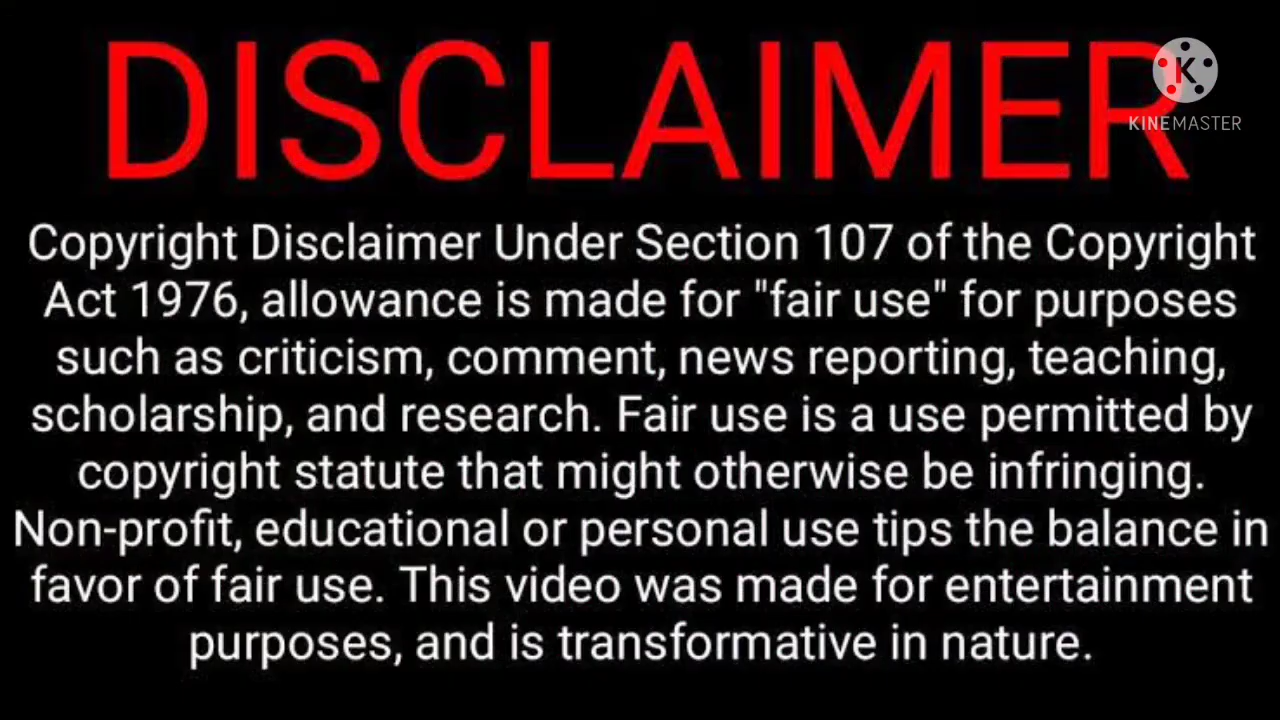 DISCLAIMER
KINEMASTER
Copyright Disclaimer Under Section 107 of the Copyright
Act 1976, allowance is made for "fair use" for purposes
such as criticism, comment, news reporting, teaching,
scholarship, and research. Fair use is a use permitted by
copyright statute that might otherwise be infringing.
Non-profit, educational or personal use tips the balance in
favor of fair use. This video was made for entertainment
purposes, and is transformative in nature.